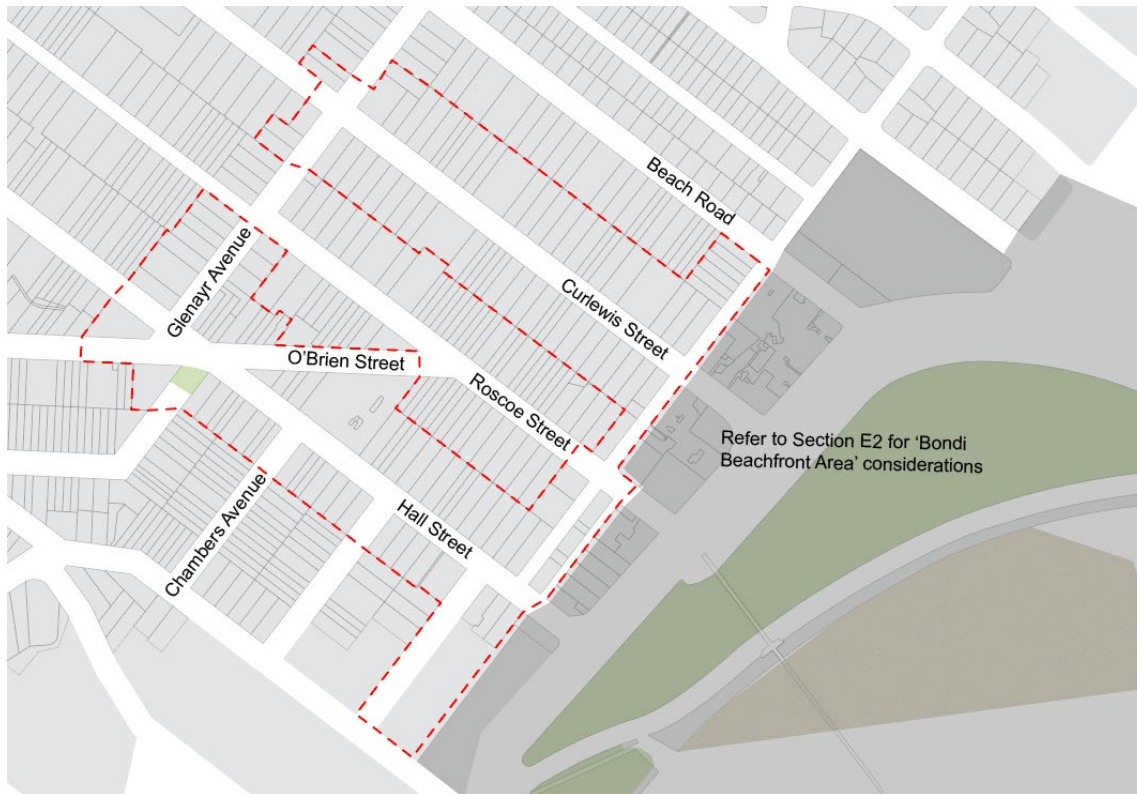 Beach Road
Glenayr Avenue
Curlewis Street
O'Brien Street
Roscoe Street
Refer to Section E2 for 'Bondi
Beachfront Area' considerations
Hall Street
Chambers Avenue